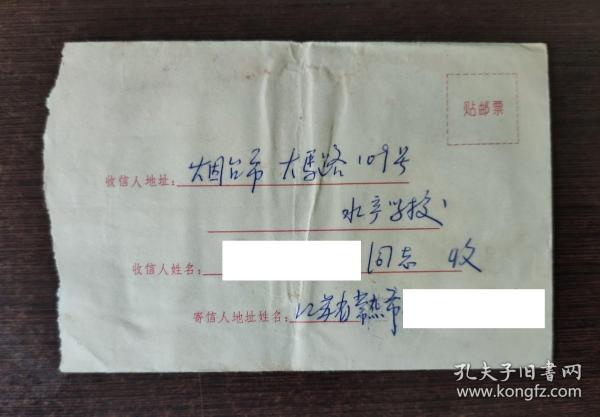 贴邮票
收信人地址：烟台市 大马路109号
水产学校
收信人姓名： 同志 收
寄信人地址姓名：江苏省常熟市
孔夫子旧书网
www.kongfz.com